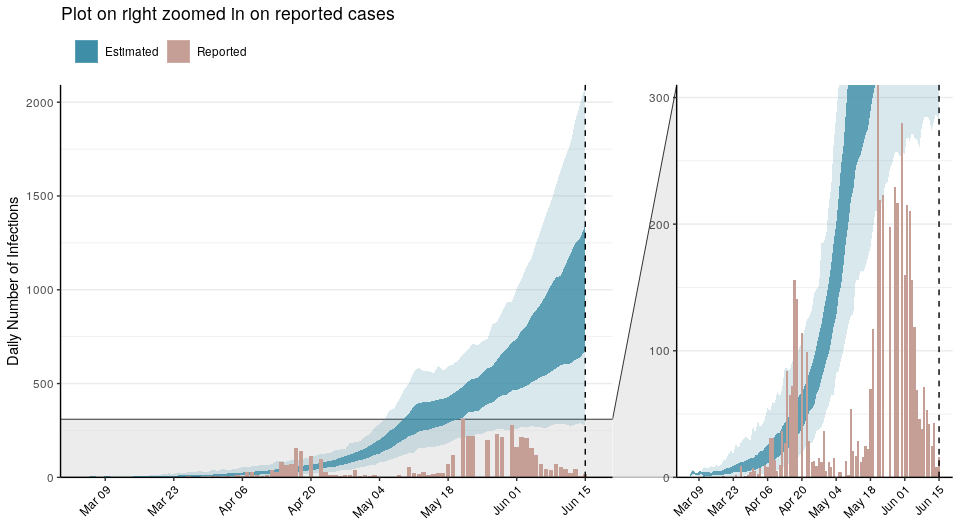 Plot on right zoomed in on reported cases
Estimated Reported
Daily Number of Infections
2000
1500
1000
500
0
Mar 09 Mar 23 Apr 06 Apr 20 May 04 May 18 Jun 01 Jun 15
300
200
100
0
Mar 09 Mar 23 Apr 06 Apr 20 May 04 May 18 Jun 01 Jun 15